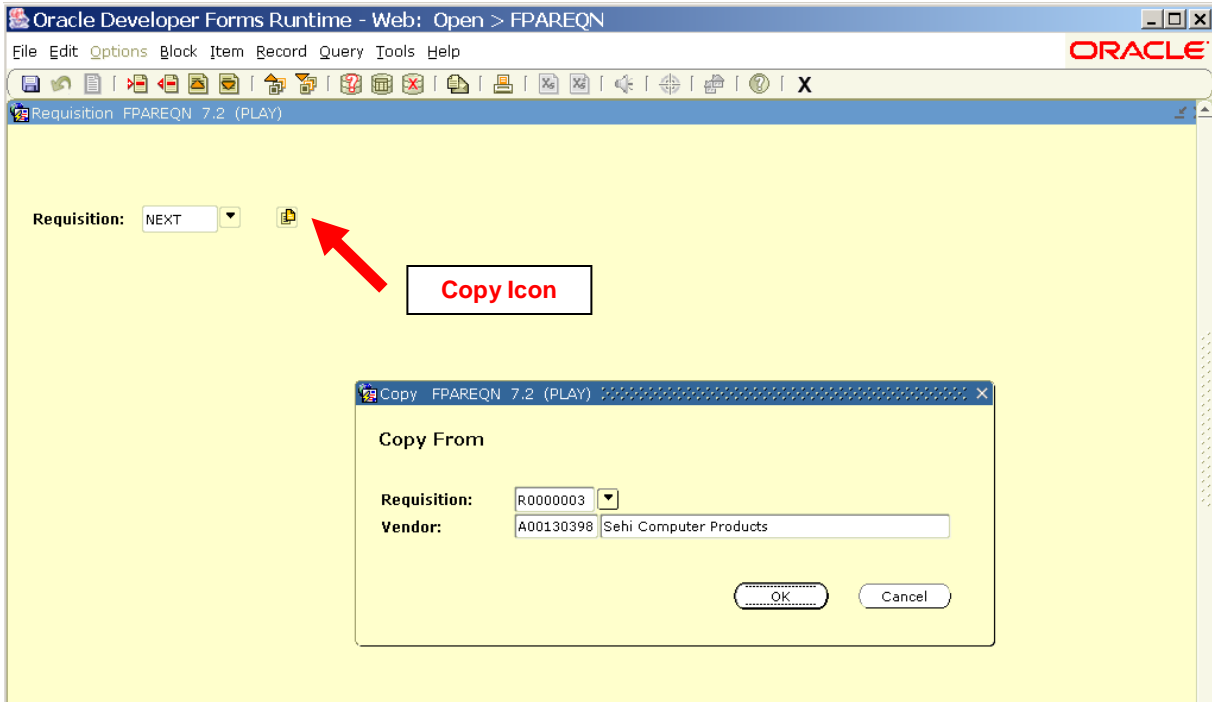 Oracle Developer Forms Runtime - Web: Open > FPAREQN
File Edit Options Block Item Record Query Tools Help
ORACLE
X
Requisition FPAREQN 7.2 (PLAY)
Requisition: NEXT
Copy Icon
Copy FPAREQN 7.2 (PLAY)
Copy From
Requisition: R0000003
Vendor: A00130398 Sehi Computer Products
OK Cancel